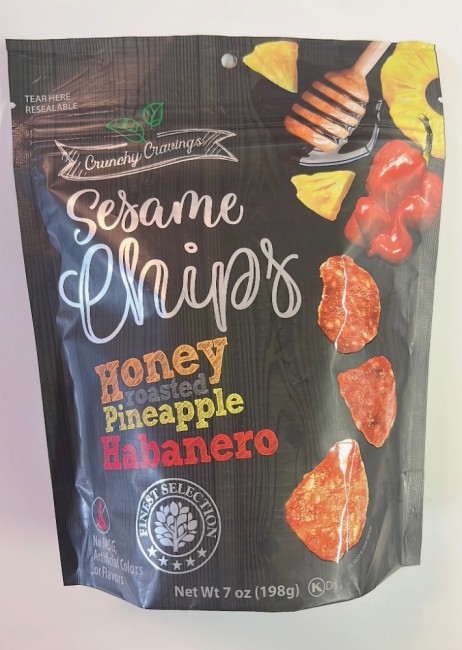 TEAR HERE
RESEALABLE
Crunchy Cravings
Sesame
Chips
Honey
roasted
Pineapple
Habanero
FINEST SELECTION
No MSG,
Artificial Colors
or Flavors
Net Wt 7 oz (198g)
K D